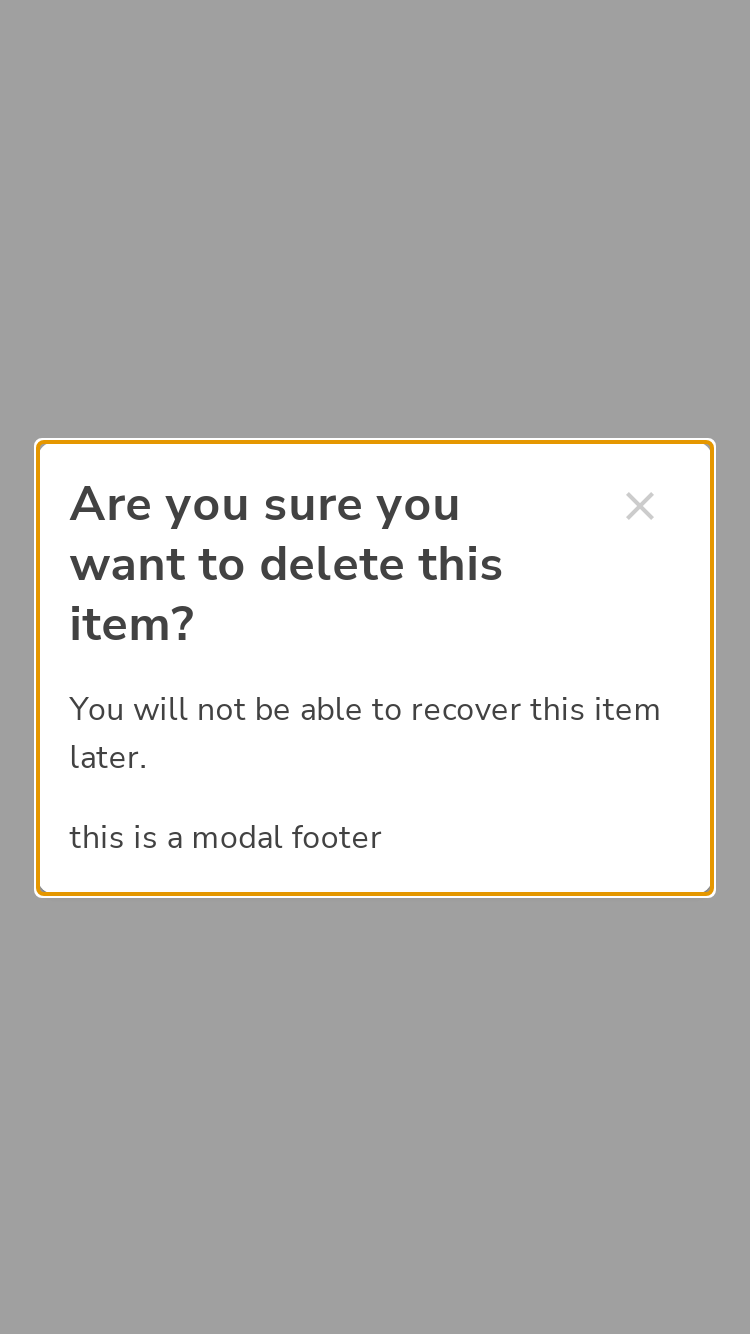 Are you sure you
want to delete this
item?
You will not be able to recover this item
later.
this is a modal footer